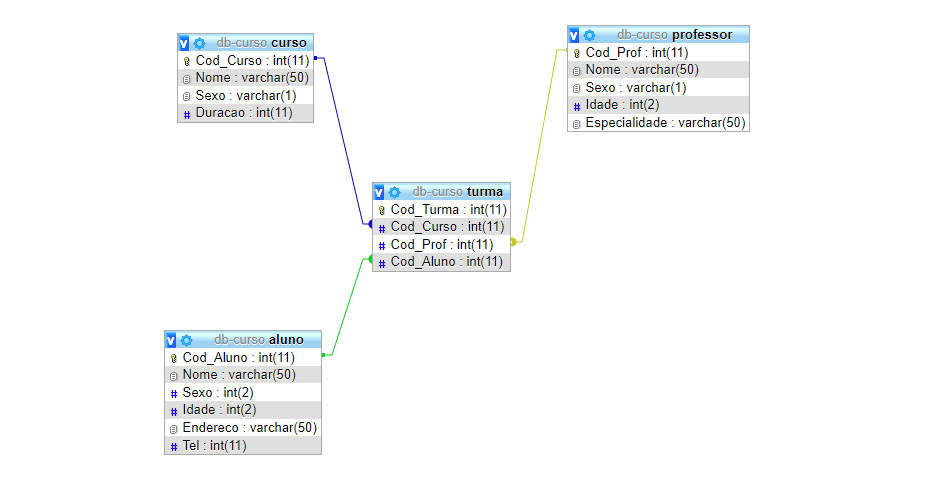 db-curso curso
Cod_Curso : int(11)
Nome : varchar(50)
Sexo : varchar(1)
Duracao : int(11)
db-curso professor
Cod_Prof : int(11)
Nome : varchar(50)
Sexo : varchar(1)
Idade : int(2)
Especialidade : varchar(50)
db-curso turma
Cod_Turma : int(11)
Cod_Curso : int(11)
Cod_Prof : int(11)
Cod_Aluno : int(11)
db-curso aluno
Cod_Aluno : int(11)
Nome : varchar(50)
Sexo : int(2)
Idade : int(2)
Endereco : varchar(50)
Tel : int(11)